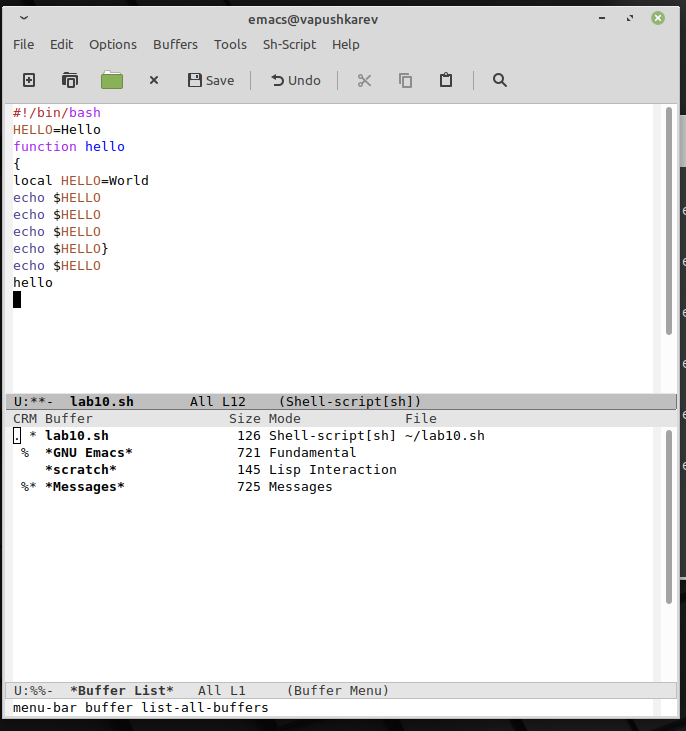 emacs@vapushkarev
File Edit Options Buffers Tools Sh-Script Help
Save Undo
#!/bin/bash
HELLO=Hello
function hello
{
local HELLO=World
echo $HELLO
echo $HELLO
echo $HELLO
echo $HELLO}
echo $HELLO
hello
U:**- lab10.sh All L12 (Shell-script[sh])
CRM Buffer Size Mode File
. * lab10.sh 126 Shell-script[sh] ~/lab10.sh
% *GNU Emacs* 721 Fundamental
*scratch* 145 Lisp Interaction
%* *Messages* 725 Messages
U:%%- *Buffer List* All L1 (Buffer Menu)
menu-bar buffer list-all-buffers